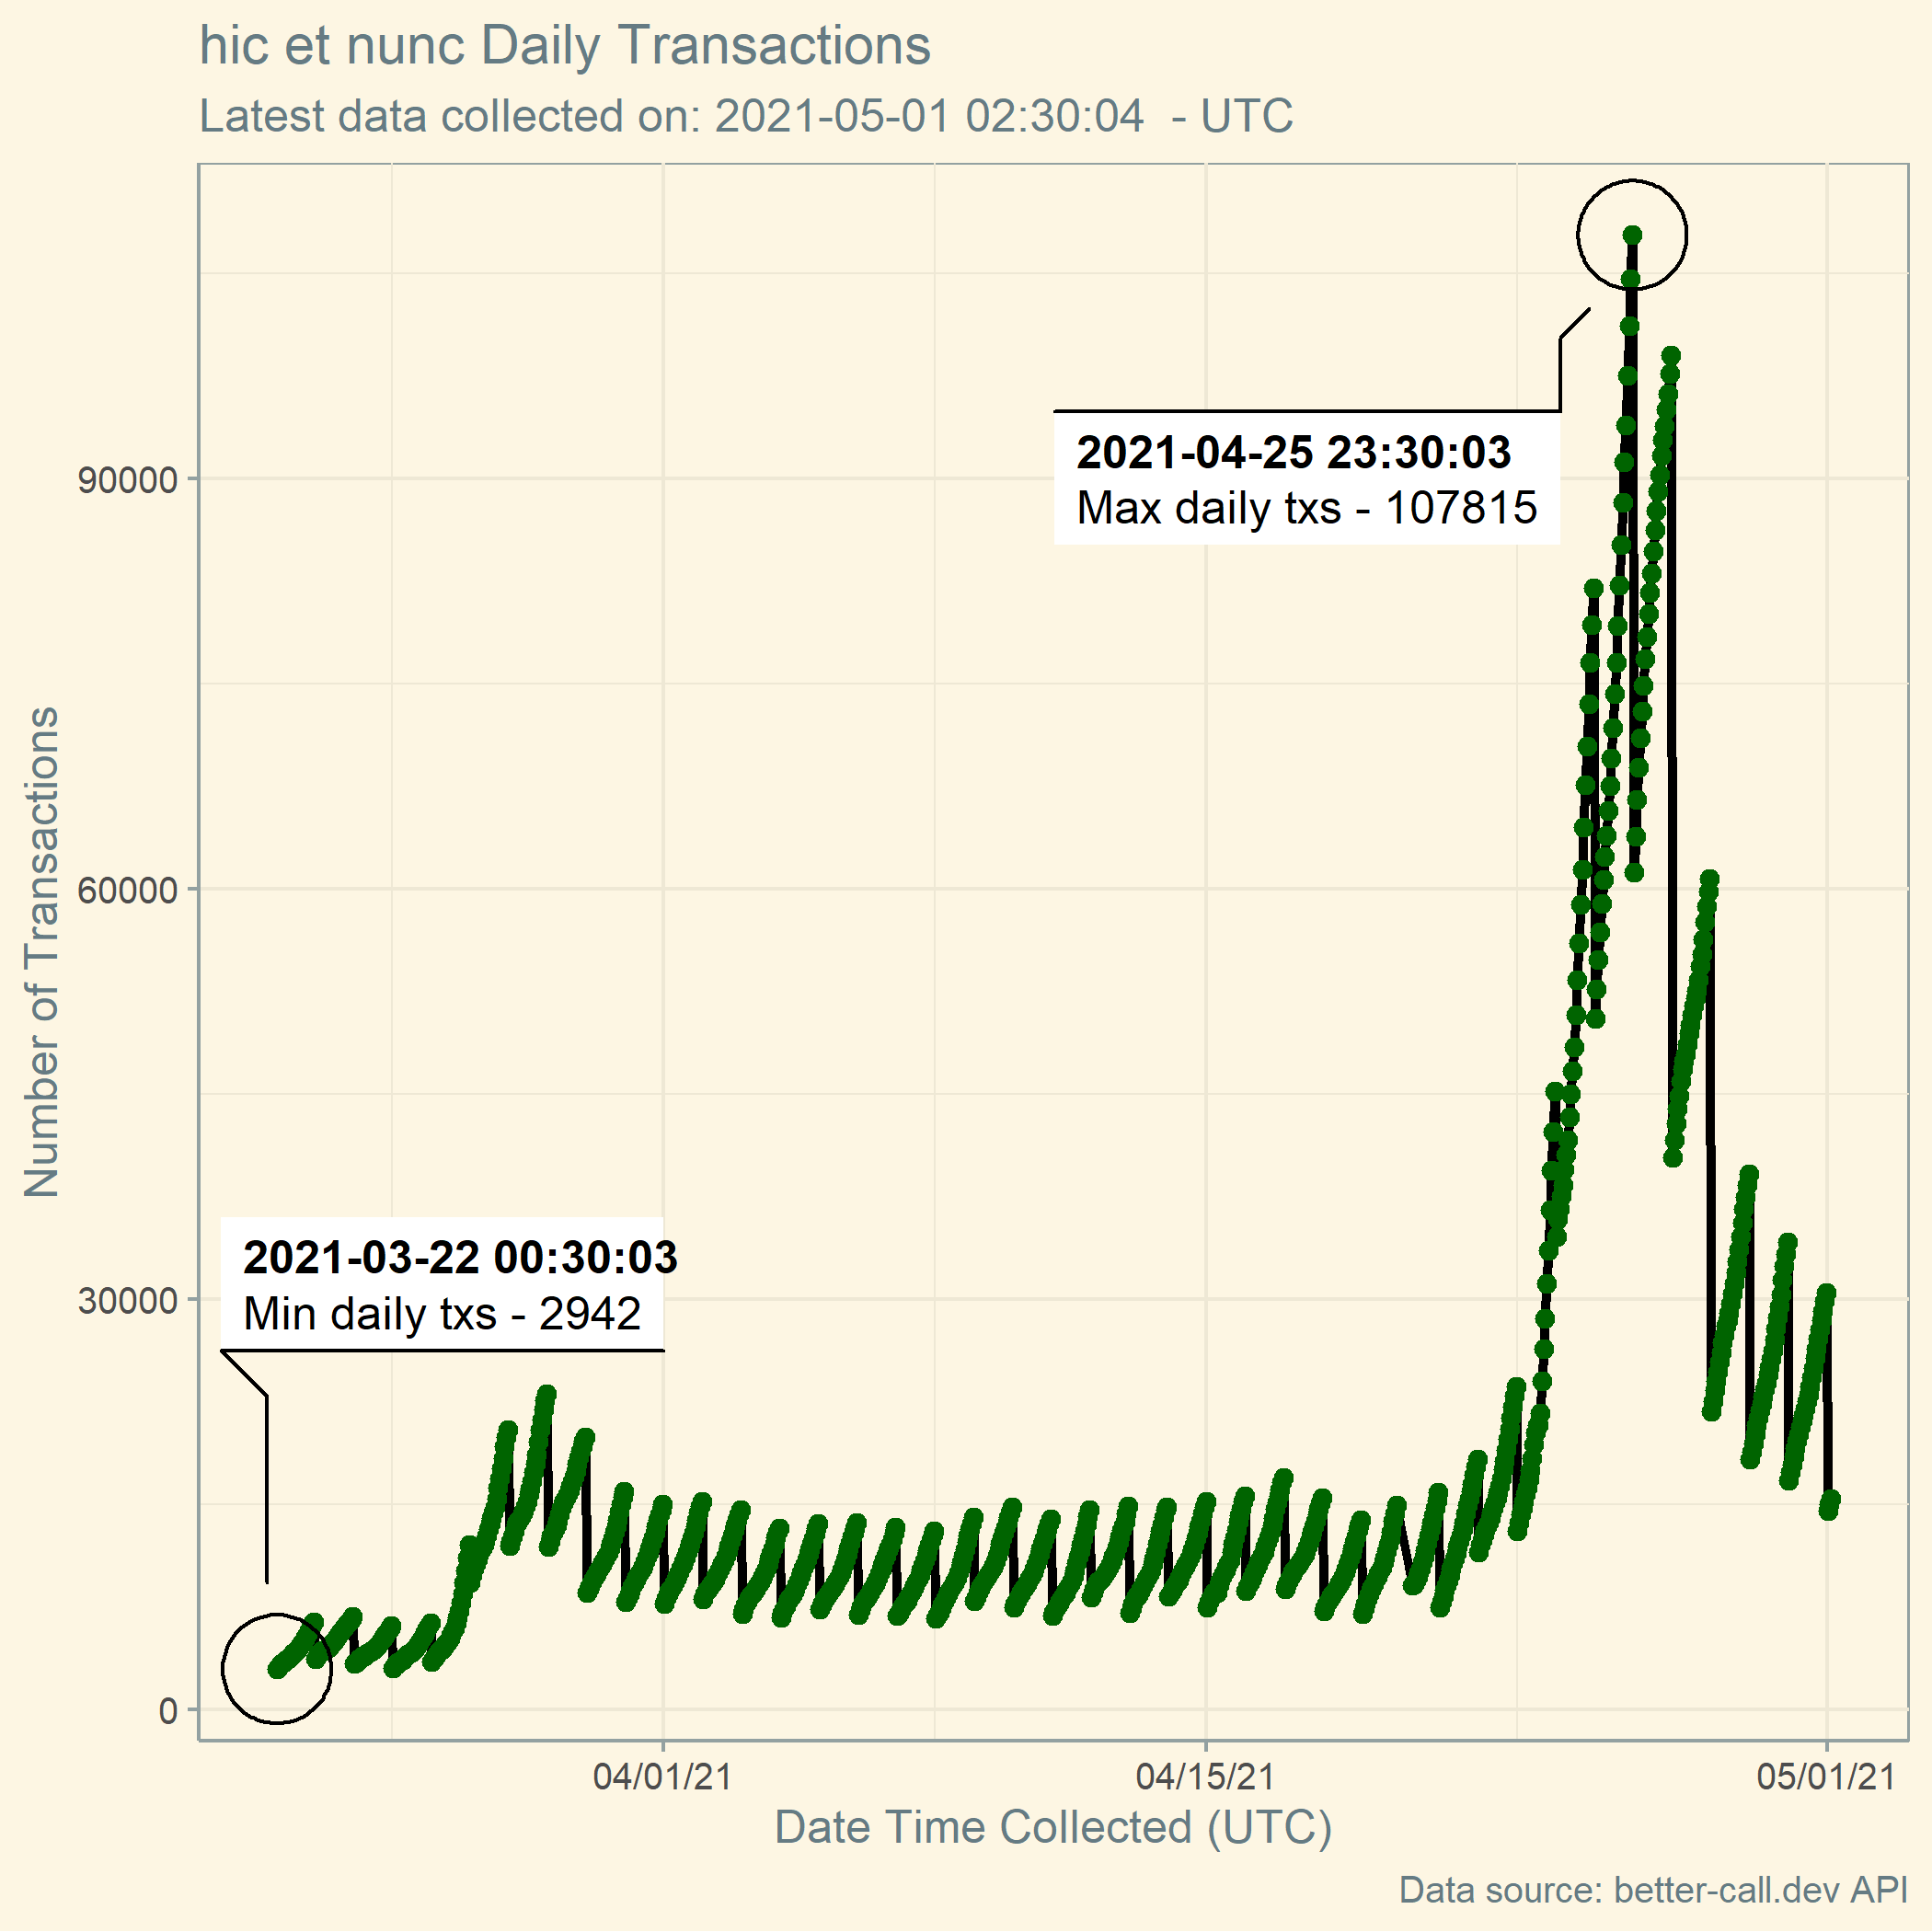 hic et nunc Daily Transactions
Latest data collected on: 2021-05-01 02:30:04  - UTC
Number of Transactions
90000
60000
30000
0
2021-04-25 23:30:03
Max daily txs - 107815
2021-03-22 00:30:03
Min daily txs - 2942
04/01/21
04/15/21
05/01/21
Date Time Collected (UTC)
Data source: better-call.dev API